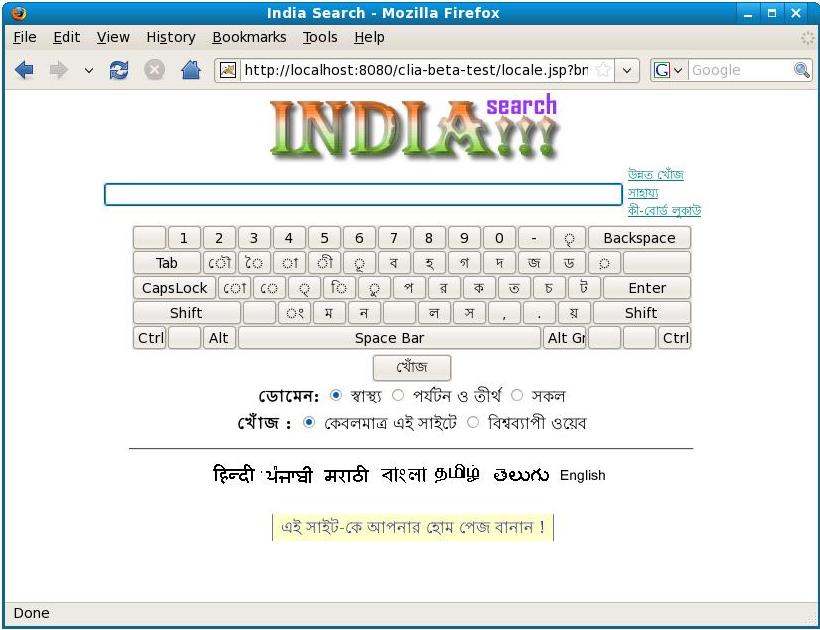 India Search - Mozilla Firefox
File Edit View History Bookmarks Tools Help
http://localhost:8080/clia-beta-test/locale.jsp?bn G Google
INDIA!!! search
উন্নত খোঁজ
সাহায্য
কী-বোর্ড লুকাউ
1 2 3 4 5 6 7 8 9 0 - ৃ Backspace
Tab ৌ ৈ া ী ূ ব হ গ দ জ ড ়
CapsLock ো ে ্ ি ু প র ক ত চ ট Enter
Shift ং ম ন ল স , . য় Shift
Ctrl Alt Space Bar Alt Gr Ctrl
খোঁজ
ডোমেন: স্বাস্থ্য পর্যটন ও তীর্থ সকল
খোঁজ : কেবলমাত্র এই সাইটে বিশ্বব্যাপী ওয়েব
हिन्दी ਪੰਜਾਬੀ मराठी বাংলা தமிழ் తెలుగు English
এই সাইট-কে আপনার হোম পেজ বানান !
Done